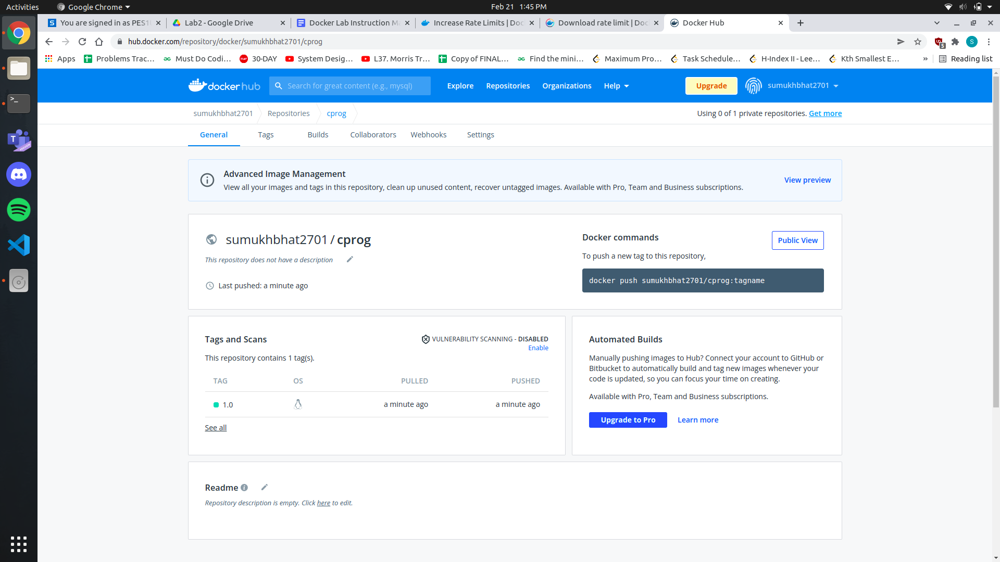 Activities
Google Chrome
Feb 21 1:45 PM
You are signed in as PES1
Lab2 - Google Drive
Docker Lab Instruction Ma
Increase Rate Limits | Doc
Download rate limit | Doc
Docker Hub
hub.docker.com/repository/docker/sumukhbhat2701/cprog
S
5
Apps
Problems Trac...
Must Do Codi...
30-DAY
System Desig...
L37. Morris Tr...
Copy of FINAL...
Find the mini...
Maximum Pro...
Task Schedule...
H-Index II - Lee...
Kth Smallest E...
»
Reading list
docker hub
Search for great content (e.g., mysql)
Explore
Repositories
Organizations
Help
Upgrade
sumukhbhat2701
sumukhbhat2701
Repositories
cprog
Using 0 of 1 private repositories. Get more
General
Tags
Builds
Collaborators
Webhooks
Settings
Advanced Image Management
View all your images and tags in this repository, clean up unused content, recover untagged images. Available with Pro, Team and Business subscriptions.
View preview
sumukhbhat2701 / cprog
This repository does not have a description
Last pushed: a minute ago
Docker commands
Public View
To push a new tag to this repository,
docker push sumukhbhat2701/cprog:tagname
Tags and Scans
VULNERABILITY SCANNING - DISABLED
Enable
This repository contains 1 tag(s).
TAG OS PULLED PUSHED
1.0 a minute ago a minute ago
See all
Automated Builds
Manually pushing images to Hub? Connect your account to GitHub or
Bitbucket to automatically build and tag new images whenever your
code is updated, so you can focus your time on creating.
Available with Pro, Team and Business subscriptions.
Upgrade to Pro
Learn more
Readme
Repository description is empty. Click here to edit.